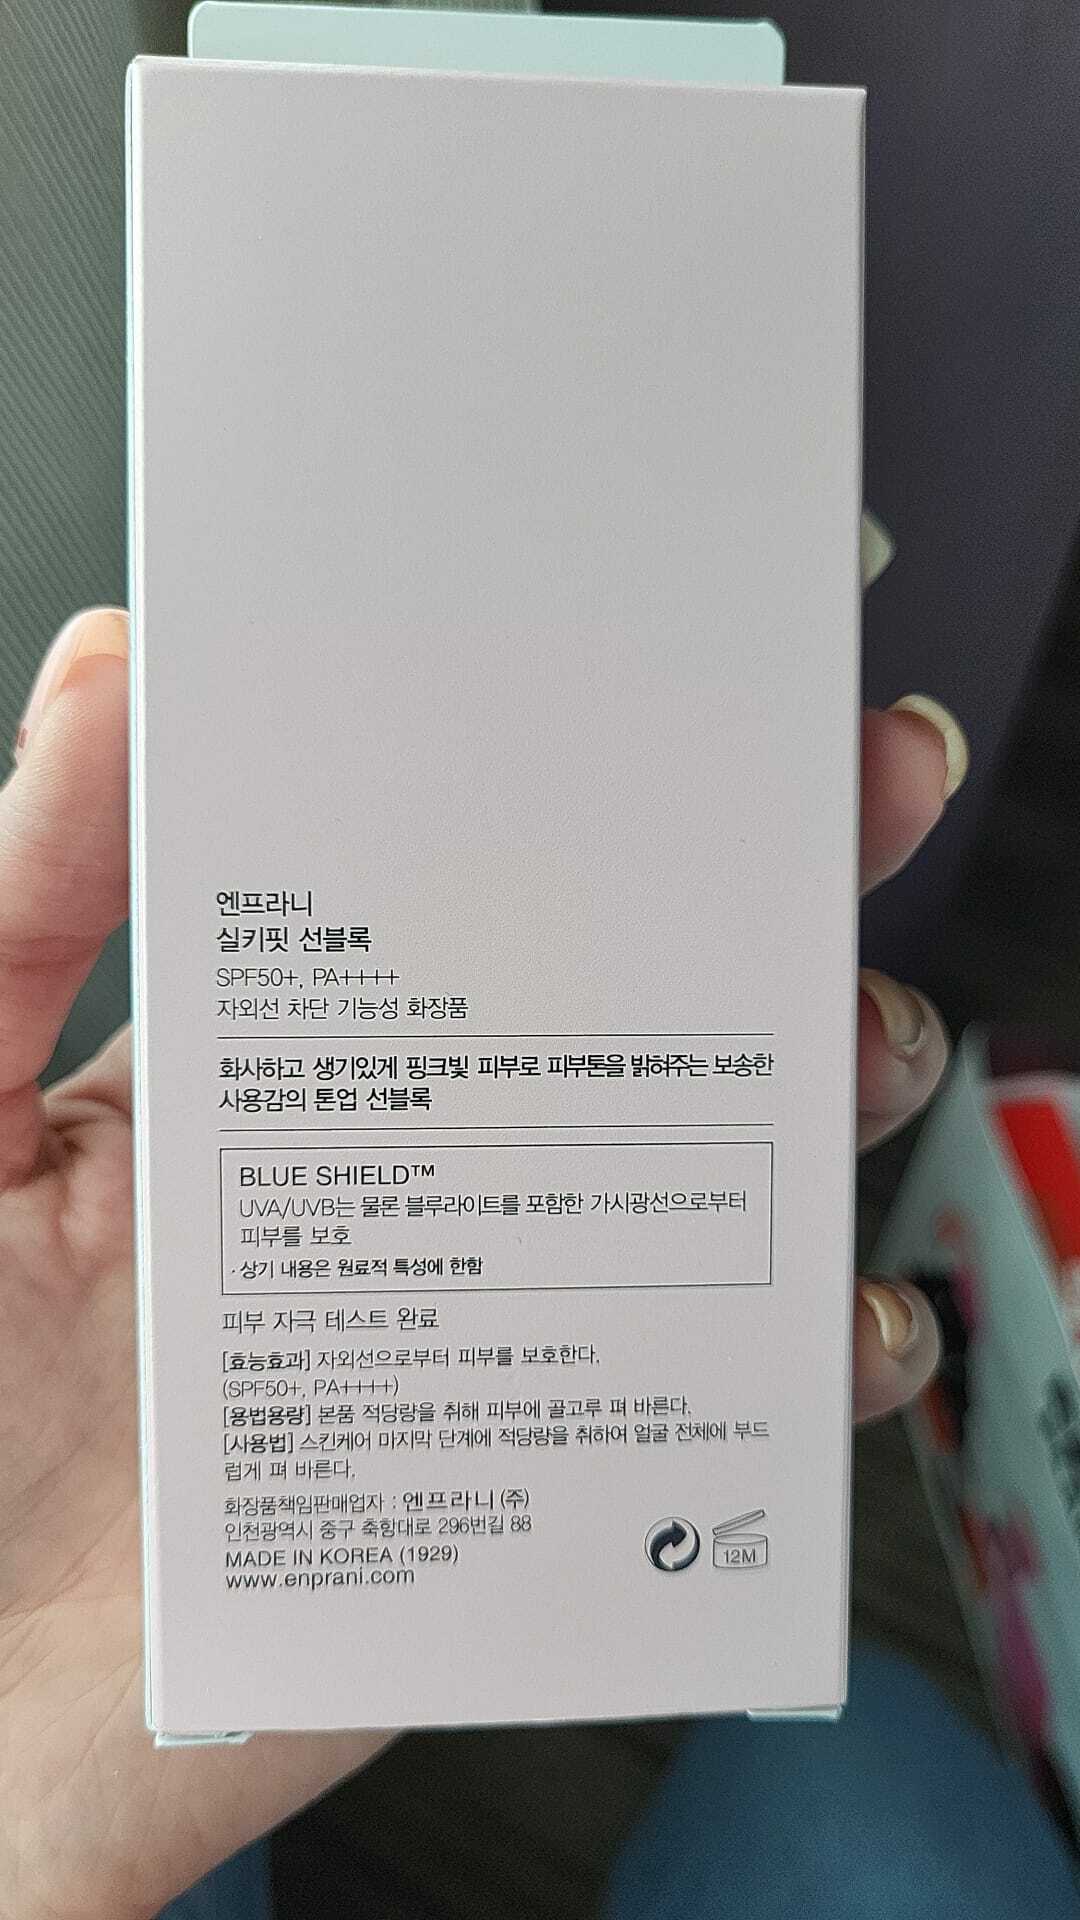 엔프라니
실키핏 선블록
SPF50+, PA++++
자외선 차단 기능성 화장품
화사하고 생기있게 핑크빛 피부로 피부톤을 밝혀주는 보송한
사용감의 톤업 선블록
BLUE SHIELD™
UVA/UVB는 물론 블루라이트를 포함한 가시광선으로부터
피부를 보호
· 상기 내용은 원료적 특성에 한함
피부 자극 테스트 완료
[효능효과] 자외선으로부터 피부를 보호한다.
(SPF50+, PA++++)
[용법용량] 본품 적당량을 취해 피부에 골고루 펴 바른다.
[사용법] 스킨케어 마지막 단계에 적당량을 취하여 얼굴 전체에 부드
럽게 펴 바른다.
화장품책임판매업자 : 엔프라니 (주)
인천광역시 중구 축항대로 296번길 88
MADE IN KOREA (1929)
www.enprani.com
12M